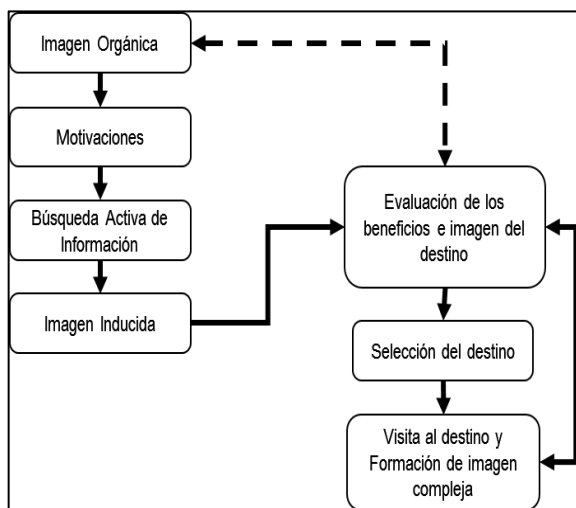 Imagen Orgánica
Motivaciones
Búsqueda Activa de
Información
Imagen Inducida
Evaluación de los
beneficios e imagen del
destino
Selección del destino
Visita al destino y
Formación de imagen
compleja